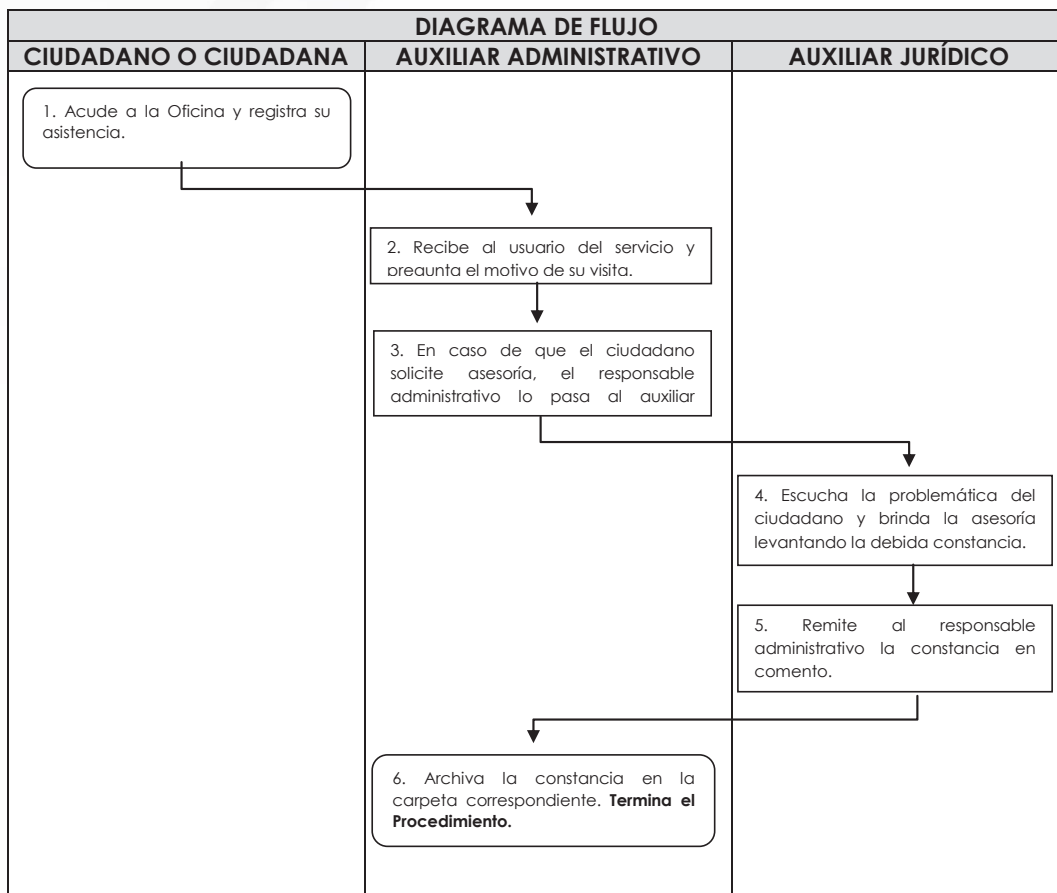 DIAGRAMA DE FLUJO
CIUDADANO O CIUDADANA
AUXILIAR ADMINISTRATIVO
AUXILIAR JURÍDICO
1. Acude a la Oficina y registra su
asistencia.
2. Recibe al usuario del servicio y
pregunta el motivo de su visita.
3. En caso de que el ciudadano
solicite asesoría, el responsable
administrativo lo pasa al auxiliar
4. Escucha la problemática del
ciudadano y brinda la asesoría
levantando la debida constancia.
5. Remite al responsable
administrativo la constancia en
comento.
6. Archiva la constancia en la
carpeta correspondiente. Termina el
Procedimiento.